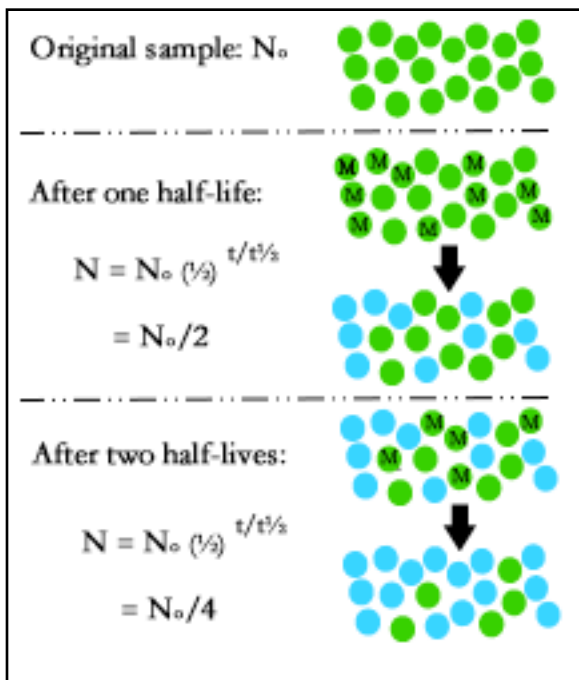 Original sample: Nₒ
M M M M
After one half-life: M M M
M M M
N = Nₒ (½) ᵗ/ᵗ½
= Nₒ/2
M M M
After two half-lives: M
M
N = Nₒ (½) ᵗ/ᵗ½
= Nₒ/4